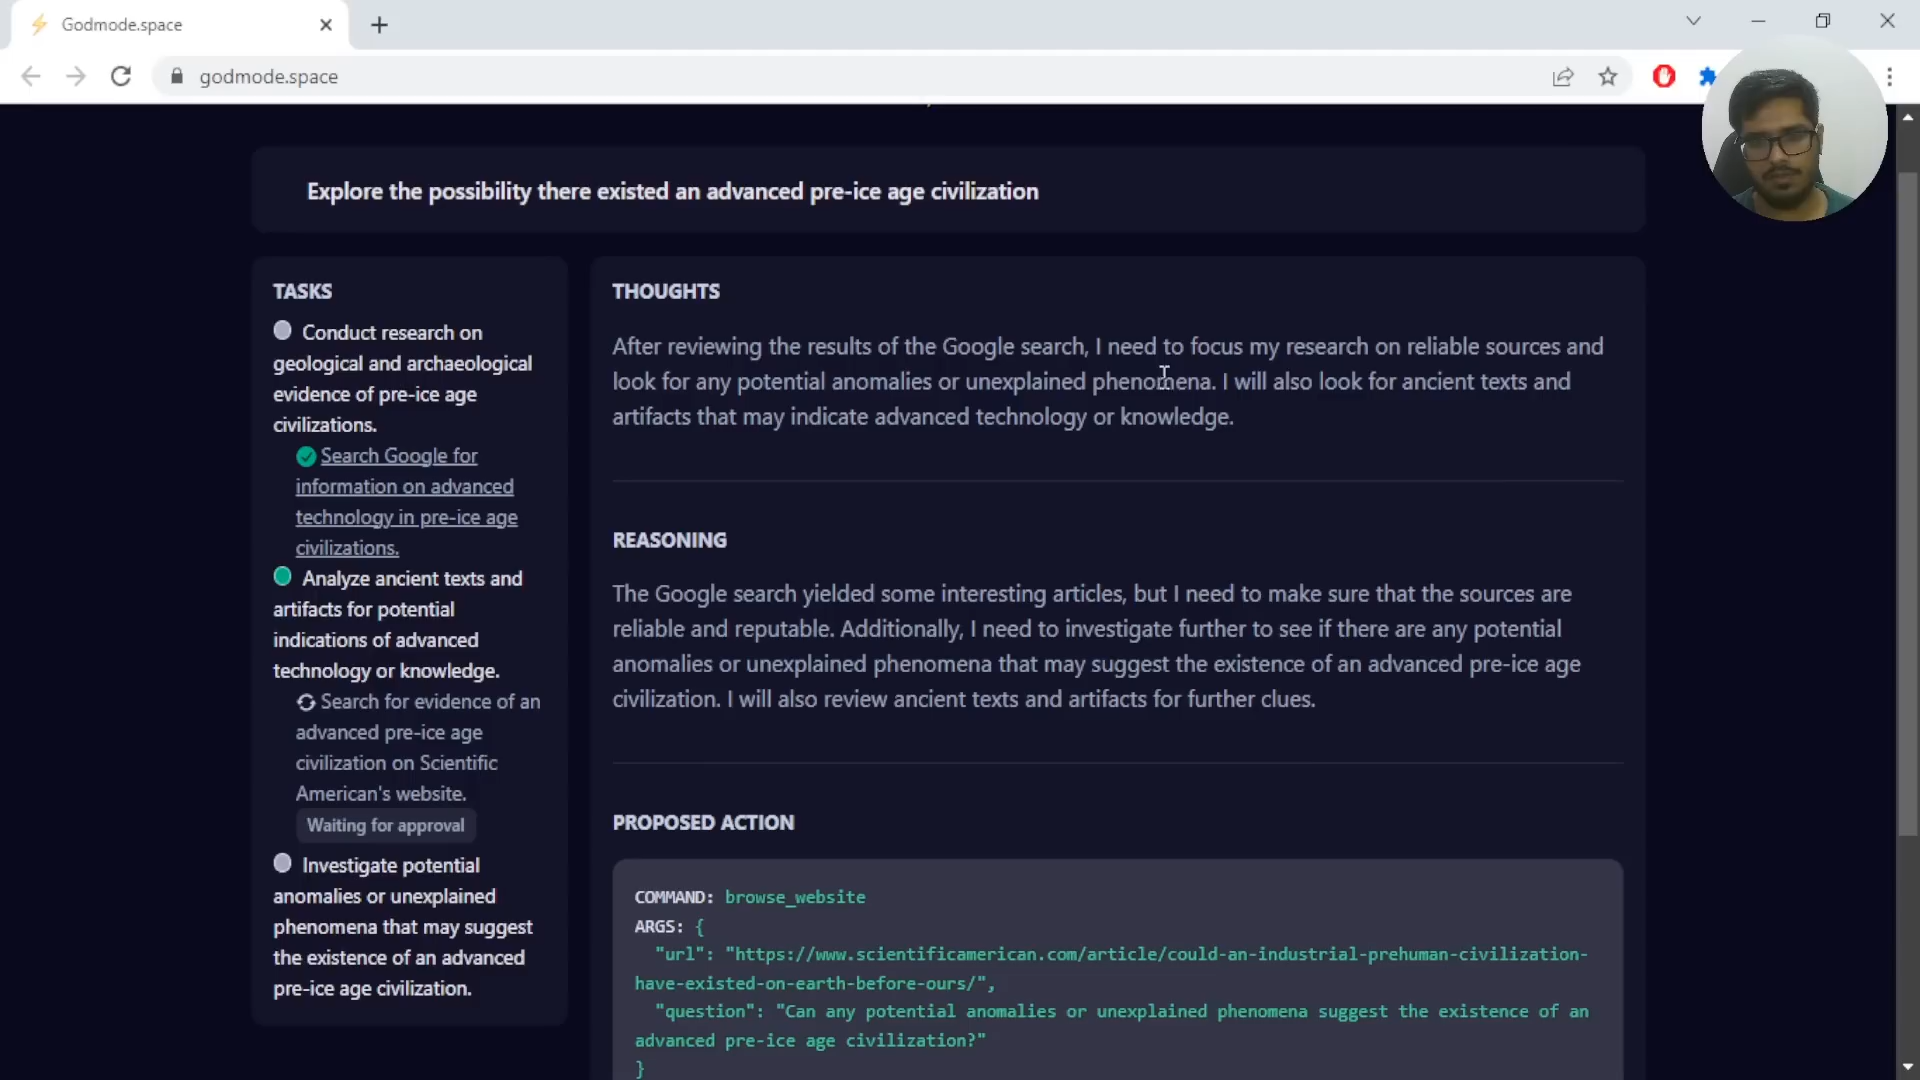 Godmode.space
godmode.space
Explore the possibility there existed an advanced pre-ice age civilization
TASKS
Conduct research on
geological and archaeological
evidence of pre-ice age
civilizations.
Search Google for
information on advanced
technology in pre-ice age
civilizations.
Analyze ancient texts and
artifacts for potential
indications of advanced
technology or knowledge.
Search for evidence of an
advanced pre-ice age
civilization on Scientific
American's website.
Waiting for approval
Investigate potential
anomalies or unexplained
phenomena that may suggest
the existence of an advanced
pre-ice age civilization.
THOUGHTS
After reviewing the results of the Google search, I need to focus my research on reliable sources and
look for any potential anomalies or unexplained phenomena. I will also look for ancient texts and
artifacts that may indicate advanced technology or knowledge.
REASONING
The Google search yielded some interesting articles, but I need to make sure that the sources are
reliable and reputable. Additionally, I need to investigate further to see if there are any potential
anomalies or unexplained phenomena that may suggest the existence of an advanced pre-ice age
civilization. I will also review ancient texts and artifacts for further clues.
PROPOSED ACTION
COMMAND: browse_website
ARGS: {
"url": "https://www.scientificamerican.com/article/could-an-industrial-prehuman-civilization-
have-existed-on-earth-before-ours/",
"question": "Can any potential anomalies or unexplained phenomena suggest the existence of an
advanced pre-ice age civilization?"
}